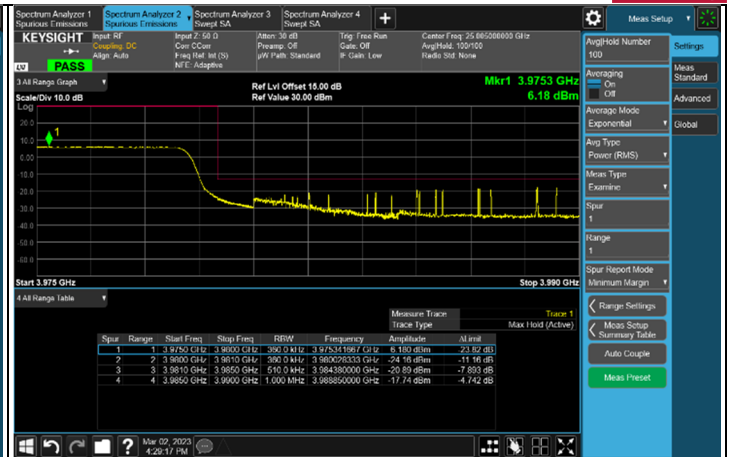 Spectrum Analyzer 1
Spurious Emissions
Spectrum Analyzer 2
Spurious Emissions
Spectrum Analyzer 3
Swept SA
Spectrum Analyzer 4
Swept SA
+
Meas Setup
KEYSIGHT
Input: RF
Coupling: DC
Align: Auto
Input Z: 50 Ω
Corr CCorr
Freq Ref: Int (S)
NFE: Adaptive
Atten: 30 dB
Preamp: Off
µW Path: Standard
Trig: Free Run
Gate: Off
IF Gain: Low
Center Freq: 25.005000000 GHz
Avg|Hold: 100/100
Radio Std: None
LXI
PASS
3 All Range Graph
Scale/Div 10.0 dB
Ref Lvl Offset 15.00 dB
Ref Value 30.00 dBm
Mkr1 3.9753 GHz
6.18 dBm
Log
20.0
10.0
0.00
-10.0
-20.0
-30.0
-40.0
-50.0
-60.0
1
Start 3.975 GHz
Stop 3.990 GHz
4 All Range Table
Measure Trace Trace 1
Trace Type Max Hold (Active)
Spur Range Start Freq Stop Freq RBW Frequency Amplitude ΔLimit
1 1 3.9750 GHz 3.9800 GHz 360.0 kHz 3.975341667 GHz 6.180 dBm -23.82 dB
2 2 3.9800 GHz 3.9810 GHz 360.0 kHz 3.980028333 GHz -24.16 dBm -11.16 dB
3 3 3.9810 GHz 3.9850 GHz 510.0 kHz 3.984380000 GHz -20.89 dBm -7.893 dB
4 4 3.9850 GHz 3.9900 GHz 1.000 MHz 3.988850000 GHz -17.74 dBm -4.742 dB
Avg|Hold Number
100
Averaging
On
Off
Average Mode
Exponential
Avg Type
Power (RMS)
Meas Type
Examine
Spur
1
Range
1
Spur Report Mode
Minimum Margin
Range Settings
Meas Setup
Summary Table
Auto Couple
Meas Preset
Settings
Meas
Standard
Advanced
Global
?
Mar 02, 2023
4:29:17 PM